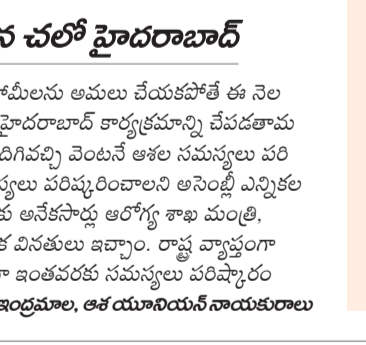 న చలో హైదరాబాద్
హామీలను అమలు చేయకపోతే ఈ నెల
హైదరాబాద్ కార్యక్రమాన్ని చేపడతామ
దిగివచ్చి వెంటనే ఆశల సమస్యలు పరి
స్యలు పరిష్కరించాలని అసెంబ్లీ ఎన్నికల
కు అనేకసార్లు ఆరోగ్య శాఖ మంత్రి,
క వినతులు ఇచ్చాం. రాష్ట్ర వ్యాప్తంగా
ఇంతవరకు సమస్యలు పరిష్కారం
ఇంద్రమాల, ఆశ యూనియన్ నాయకురాలు